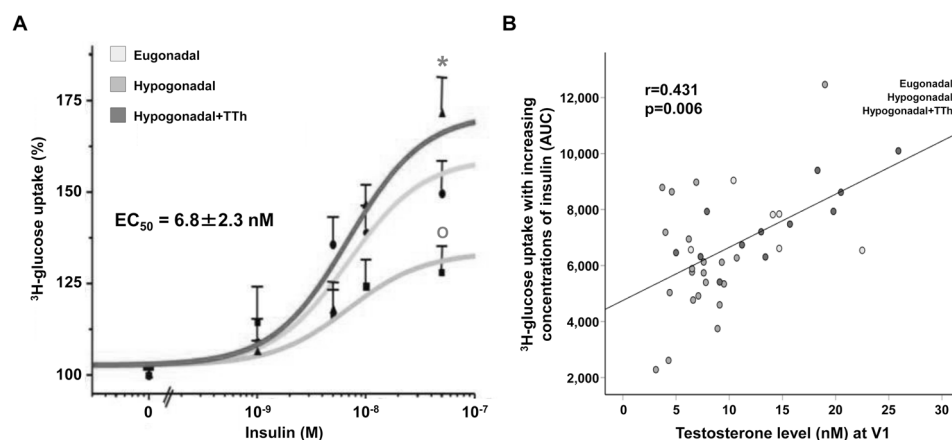 A
Eugonadal
Hypogonadal
Hypogonadal+TTh
*
175
150
125
100
³H-glucose uptake (%)
EC₅₀ = 6.8±2.3 nM
O
0
10⁻⁹
10⁻⁸
10⁻⁷
Insulin (M)
B
r=0.431
p=0.006
Eugonadal
Hypogonadal
Hypogonadal+TTh
³H-glucose uptake with increasing
concentrations of insulin (AUC)
12,000
10,000
8,000
6,000
4,000
2,000
0
5
10
15
20
25
30
Testosterone level (nM) at V1